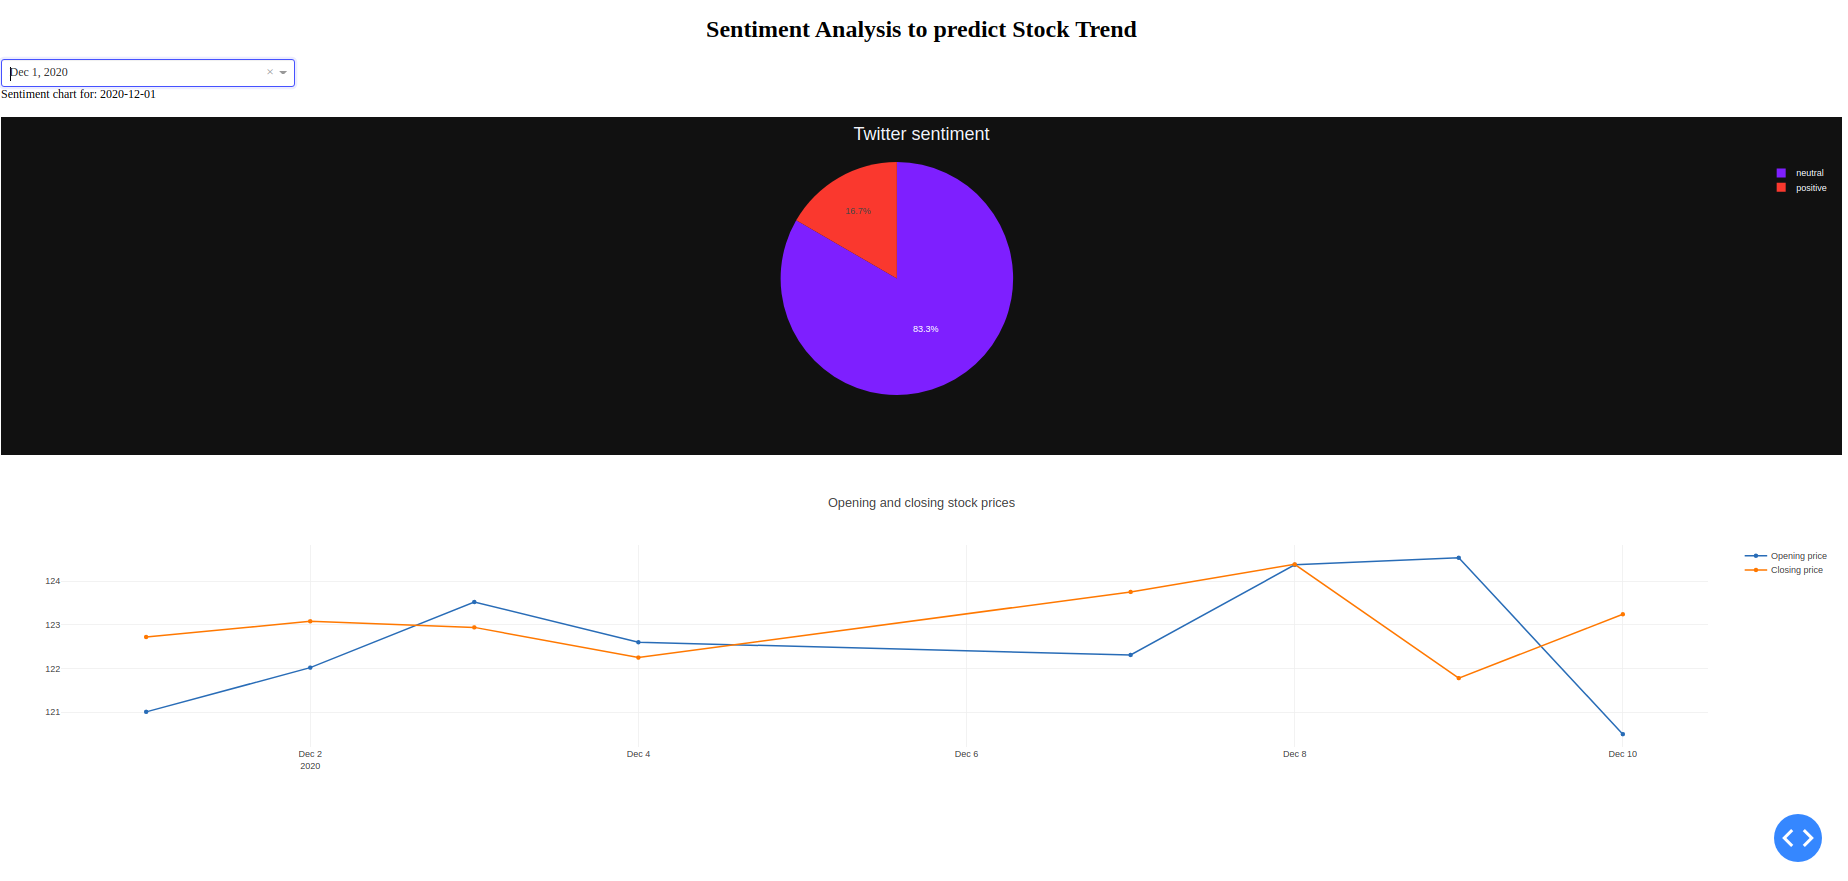 Sentiment Analysis to predict Stock Trend
Dec 1, 2020
×
Sentiment chart for: 2020-12-01
Twitter sentiment
neutral
positive
16.7%
83.3%
Opening and closing stock prices
Opening price
Closing price
124
123
122
121
Dec 2
2020
Dec 4
Dec 6
Dec 8
Dec 10